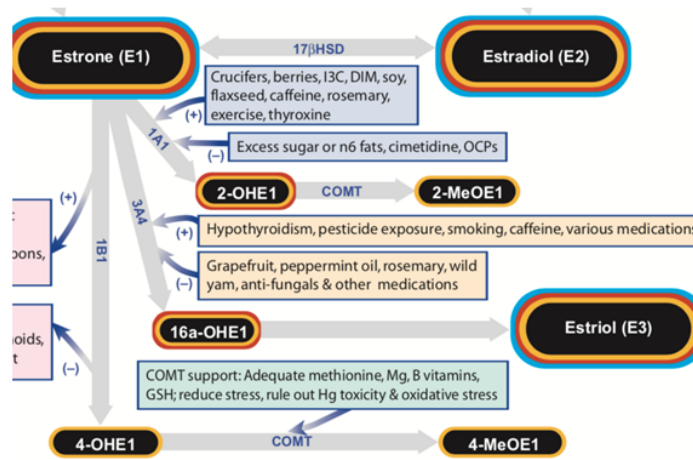 Estrone (E1)
17βHSD
Estradiol (E2)
Crucifers, berries, I3C, DIM, soy,
flaxseed, caffeine, rosemary,
exercise, thyroxine
(+)
1A1
(–)
Excess sugar or n6 fats, cimetidine, OCPs
2-OHE1
COMT
2-MeOE1
(+)
3A4
(+)
Hypothyroidism, pesticide exposure, smoking, caffeine, various medications
1B1
(–)
Grapefruit, peppermint oil, rosemary, wild
yam, anti-fungals & other medications
16a-OHE1
Estriol (E3)
(–)
COMT support: Adequate methionine, Mg, B vitamins,
GSH; reduce stress, rule out Hg toxicity & oxidative stress
4-OHE1
COMT
4-MeOE1